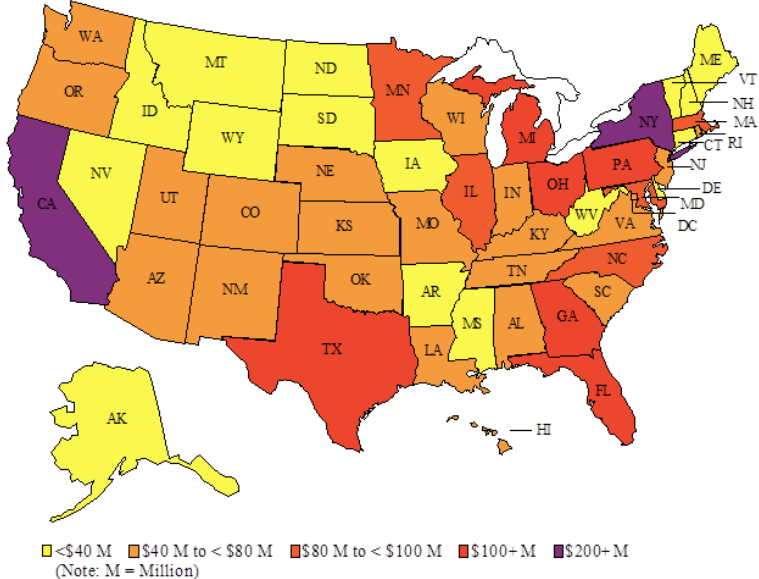 WA
MT
ND
MN
ME
VT
OR
ID
SD
WI
NH
WY
MI
NY
MA
CT RI
IA
NE
PA
NJ
NV
UT
CO
IL
IN
OH
DE
CA
KS
MO
WV
MD
VA
DC
KY
AZ
NM
OK
TN
NC
AR
SC
MS
AL
GA
TX
LA
FL
AK
HI
<$40 M $40 M to < $80 M $80 M to < $100 M $100+ M $200+ M
(Note: M = Million)